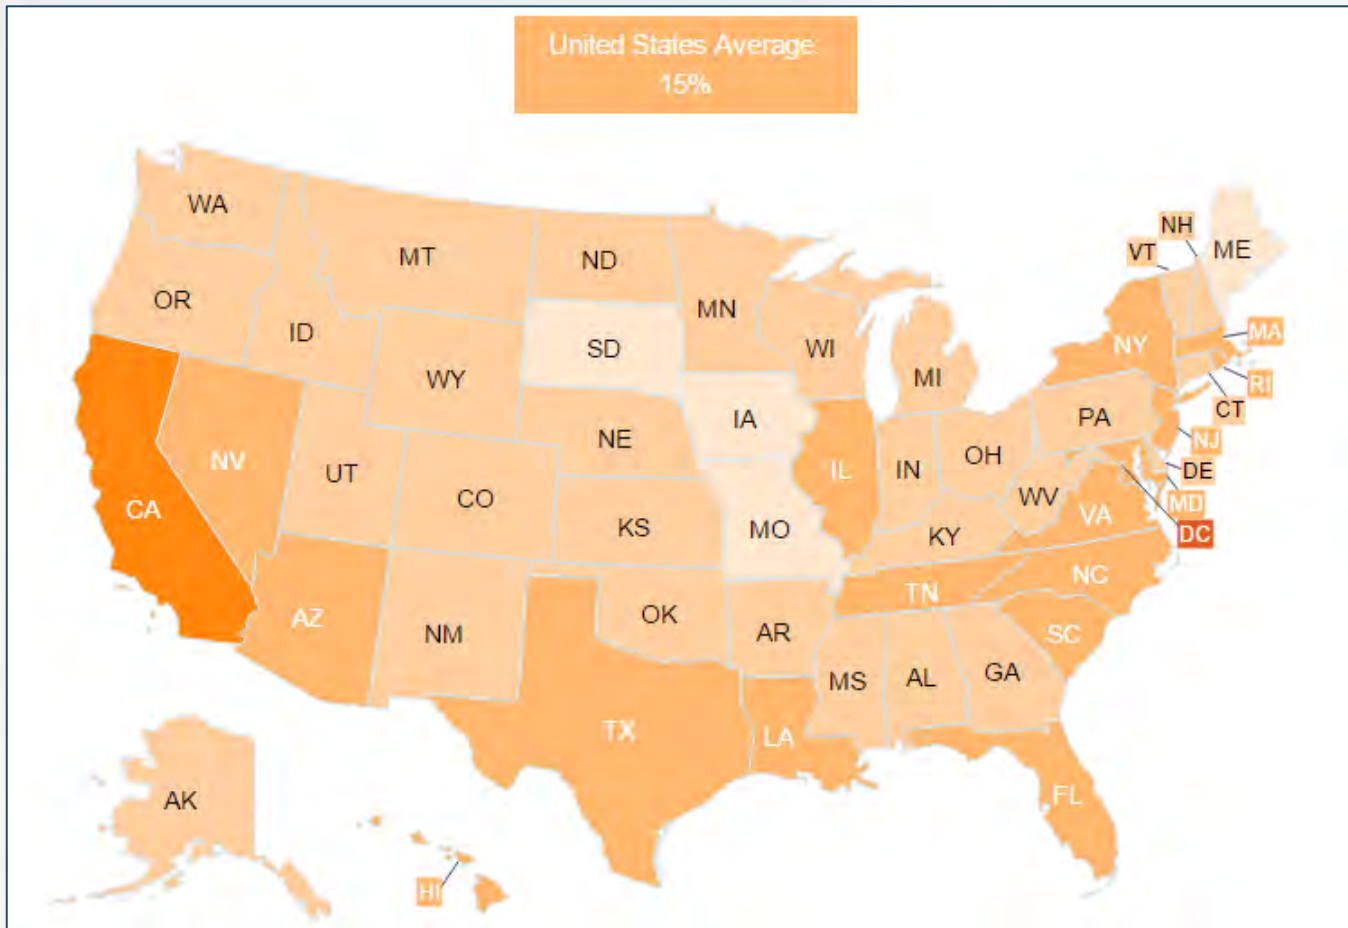 United States Average:
15%
WA
MT
ND
MN
NH
VT
ME
OR
ID
SD
WI
MI
NY
MA
WY
RI
CT
IA
PA
NJ
NV
UT
NE
IL
IN
OH
DE
CA
CO
KS
MO
WV
MD
VA
DC
KY
AZ
NM
OK
AR
TN
NC
SC
MS
AL
GA
TX
LA
FL
AK
HI